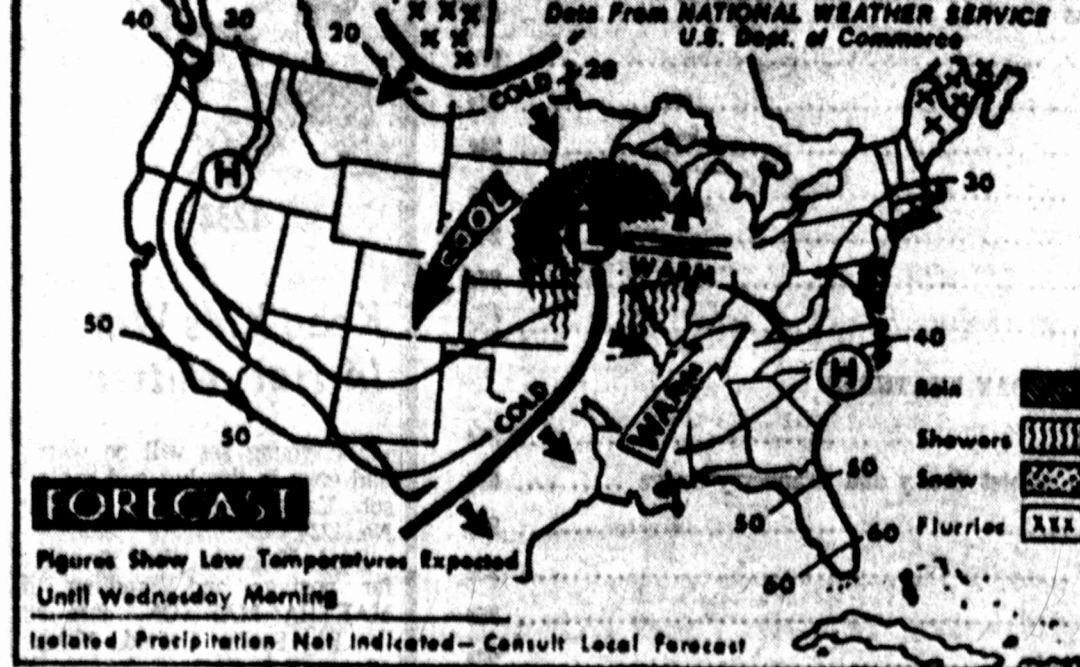 Data From NATIONAL WEATHER SERVICE
U.S. Dept. of Commerce
40
30
20
COLD
20
H
COOL
L
30
WARM
50
40
H
WARM
COLD
50
Rain
Showers
Snow
Flurries
50
50
60
60
FORECAST
Figures Show Low Temperatures Expected
Until Wednesday Morning
Isolated Precipitation Not Indicated— Consult Local Forecast